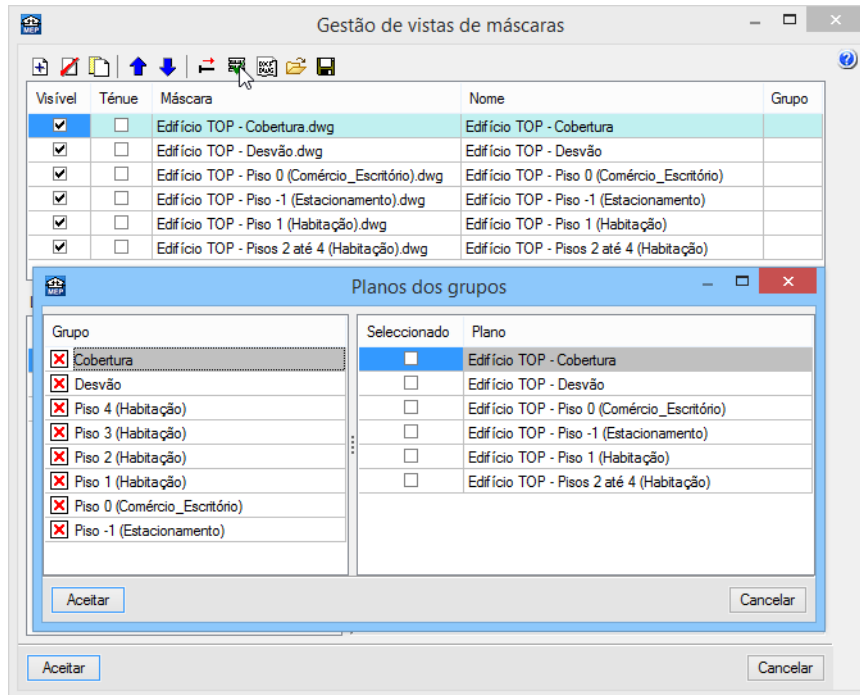 MEP Gestão de vistas de máscaras
DXF DWG
Visível Ténue Máscara Nome Grupo
Edifício TOP - Cobertura.dwg Edifício TOP - Cobertura
Edifício TOP - Desvão.dwg Edifício TOP - Desvão
Edifício TOP - Piso 0 (Comércio_Escritório).dwg Edifício TOP - Piso 0 (Comércio_Escritório)
Edifício TOP - Piso -1 (Estacionamento).dwg Edifício TOP - Piso -1 (Estacionamento)
Edifício TOP - Piso 1 (Habitação).dwg Edifício TOP - Piso 1 (Habitação)
Edifício TOP - Pisos 2 até 4 (Habitação).dwg Edifício TOP - Pisos 2 até 4 (Habitação)
MEP Planos dos grupos
Grupo Seleccionado Plano
Cobertura Edifício TOP - Cobertura
Desvão Edifício TOP - Desvão
Piso 4 (Habitação) Edifício TOP - Piso 0 (Comércio_Escritório)
Piso 3 (Habitação) Edifício TOP - Piso -1 (Estacionamento)
Piso 2 (Habitação) Edifício TOP - Piso 1 (Habitação)
Piso 1 (Habitação) Edifício TOP - Pisos 2 até 4 (Habitação)
Piso 0 (Comércio_Escritório)
Piso -1 (Estacionamento)
Aceitar Cancelar
Aceitar Cancelar